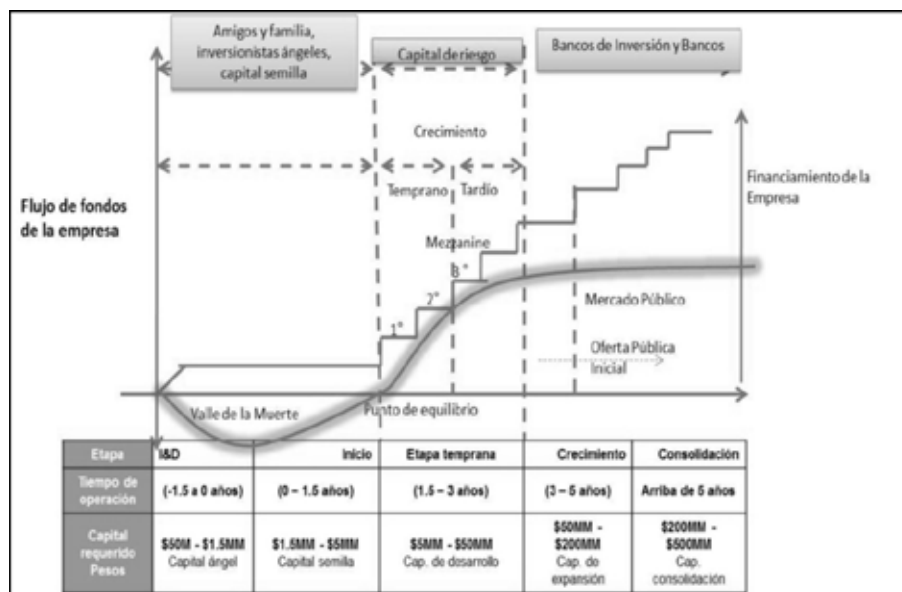 Amigos y familia,
inversionistas ángeles,
capital semilla
Capital de riesgo
Bancos de Inversión y Bancos
Crecimiento
Temprano
Tardío
Flujo de fondos
de la empresa
Financiamiento de la
Empresa
Mezzanine
3°
2°
1°
Mercado Público
Oferta Pública
Inicial
Valle de la Muerte
Punto de equilibrio
Etapa
I&D
Inicio
Etapa temprana
Crecimiento
Consolidación
Tiempo de
operación
(-1.5 a 0 años)
(0 – 1.5 años)
(1.5 – 3 años)
(3 – 5 años)
Arriba de 5 años
Capital
requerido
Pesos
$50M - $1.5MM
Capital ángel
$1.5MM - $5MM
Capital semilla
$5MM - $50MM
Cap. de desarrollo
$50MM -
$200MM
Cap. de
expansión
$200MM –
$500MM
Cap.
consolidación